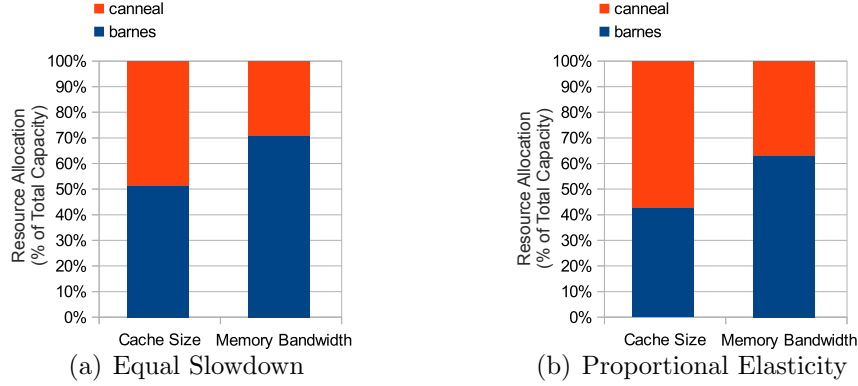 canneal
barnes
100%
90%
80%
70%
60%
50%
40%
30%
20%
10%
0%
Resource Allocation
(% of Total Capacity)
Cache Size
Memory Bandwidth
(a) Equal Slowdown
canneal
barnes
100%
90%
80%
70%
60%
50%
40%
30%
20%
10%
0%
Resource Allocation
(% of Total Capacity)
Cache Size
Memory Bandwidth
(b) Proportional Elasticity